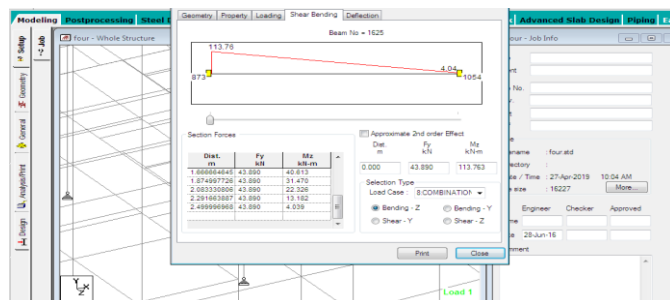 Modeling Postprocessing Steel
Advanced Slab Design Piping
Geometry Property Loading Shear Bending Deflection
four - Whole Structure
our - Job Info
Setup
Job
Geometry
General
Analysis/Print
Design
Beam No = 1625
113.76
4.04
873
1054
Section Forces
Dist. Fy Mz
m kN kN-m
1.666664645 43.890 40.613
1.874997726 43.890 31.470
2.083330806 43.890 22.326
2.291663887 43.890 13.182
2.499996968 43.890 4.039
Approximate 2nd order Effect
Dist. Fy Mz
m kN kN-m
0.000 43.890 113.763
Selection Type
Load Case : 8:COMBINATION
Bending - Z Bending - Y
Shear - Y Shear - Z
Print Close
No.
name : four.std
ectory :
te / Time : 27-Apr-2019 10:04 AM
e size : 16227 More...
Engineer Checker Approved
me
28-Jun-16
mment
Y
X
Z
Load 1